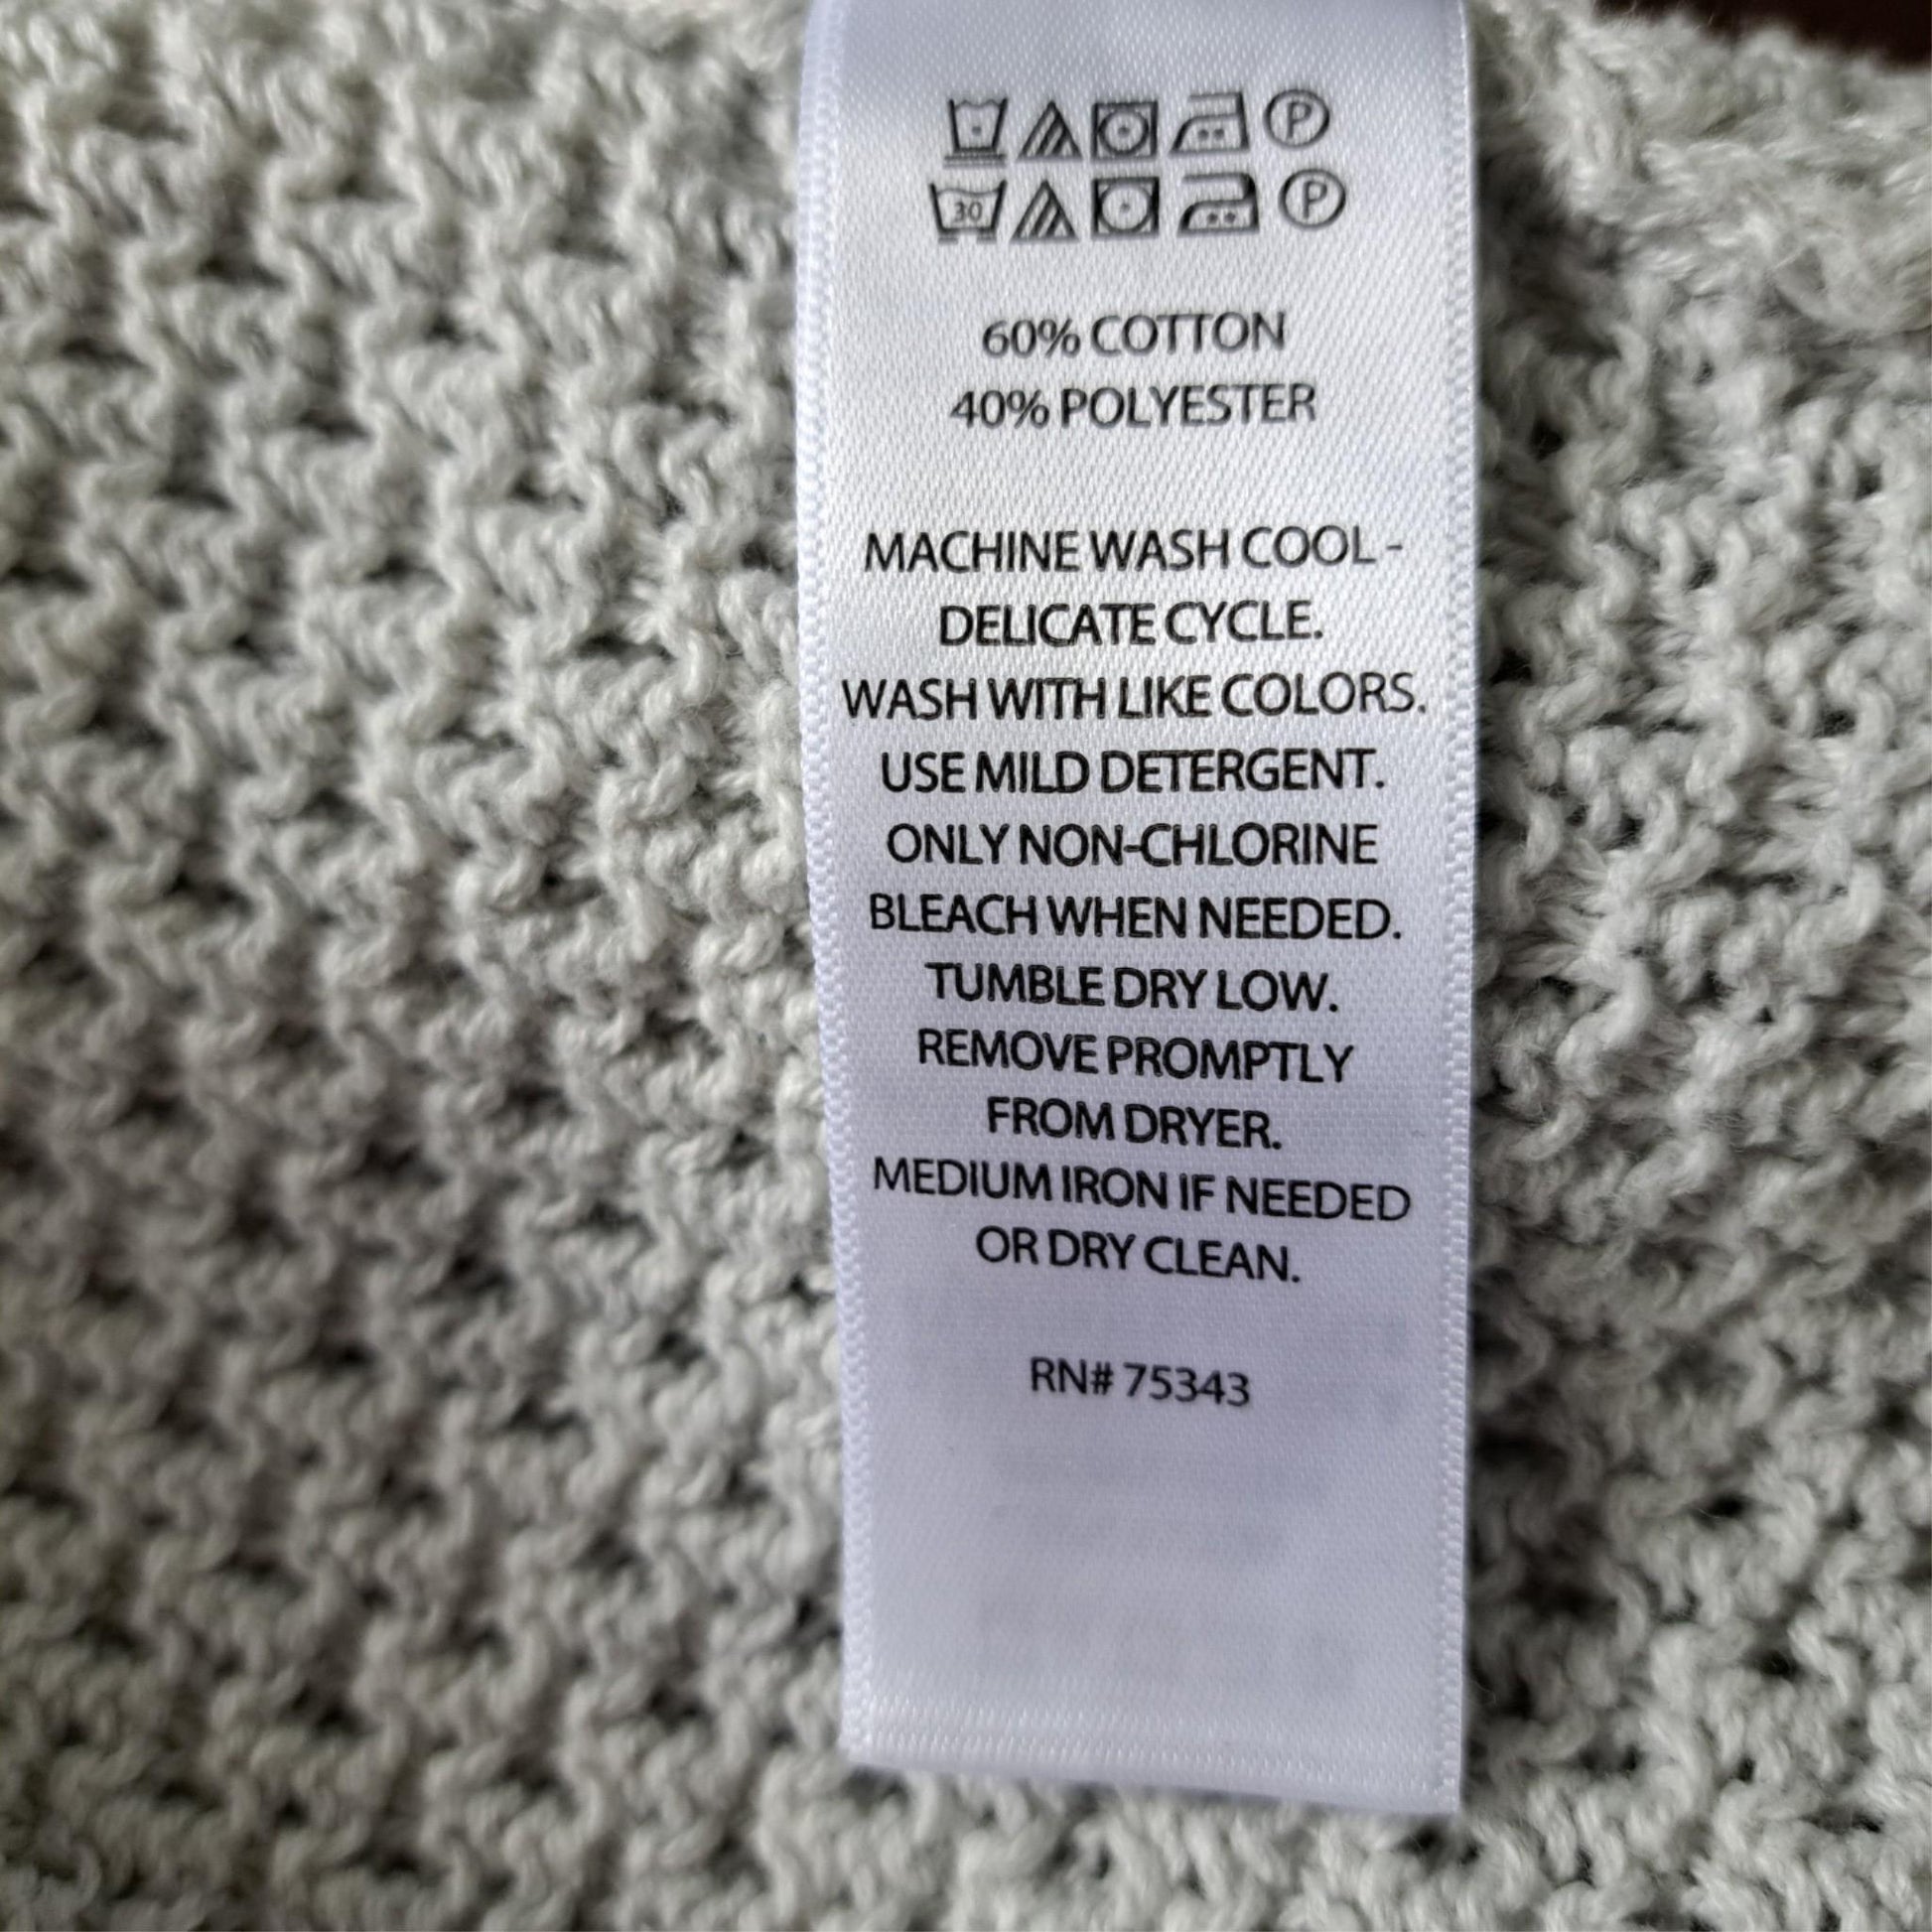 P
30 P
60% COTTON
40% POLYESTER
MACHINE WASH COOL -
DELICATE CYCLE.
WASH WITH LIKE COLORS.
USE MILD DETERGENT.
ONLY NON-CHLORINE
BLEACH WHEN NEEDED.
TUMBLE DRY LOW.
REMOVE PROMPTLY
FROM DRYER.
MEDIUM IRON IF NEEDED
OR DRY CLEAN.
RN# 75343